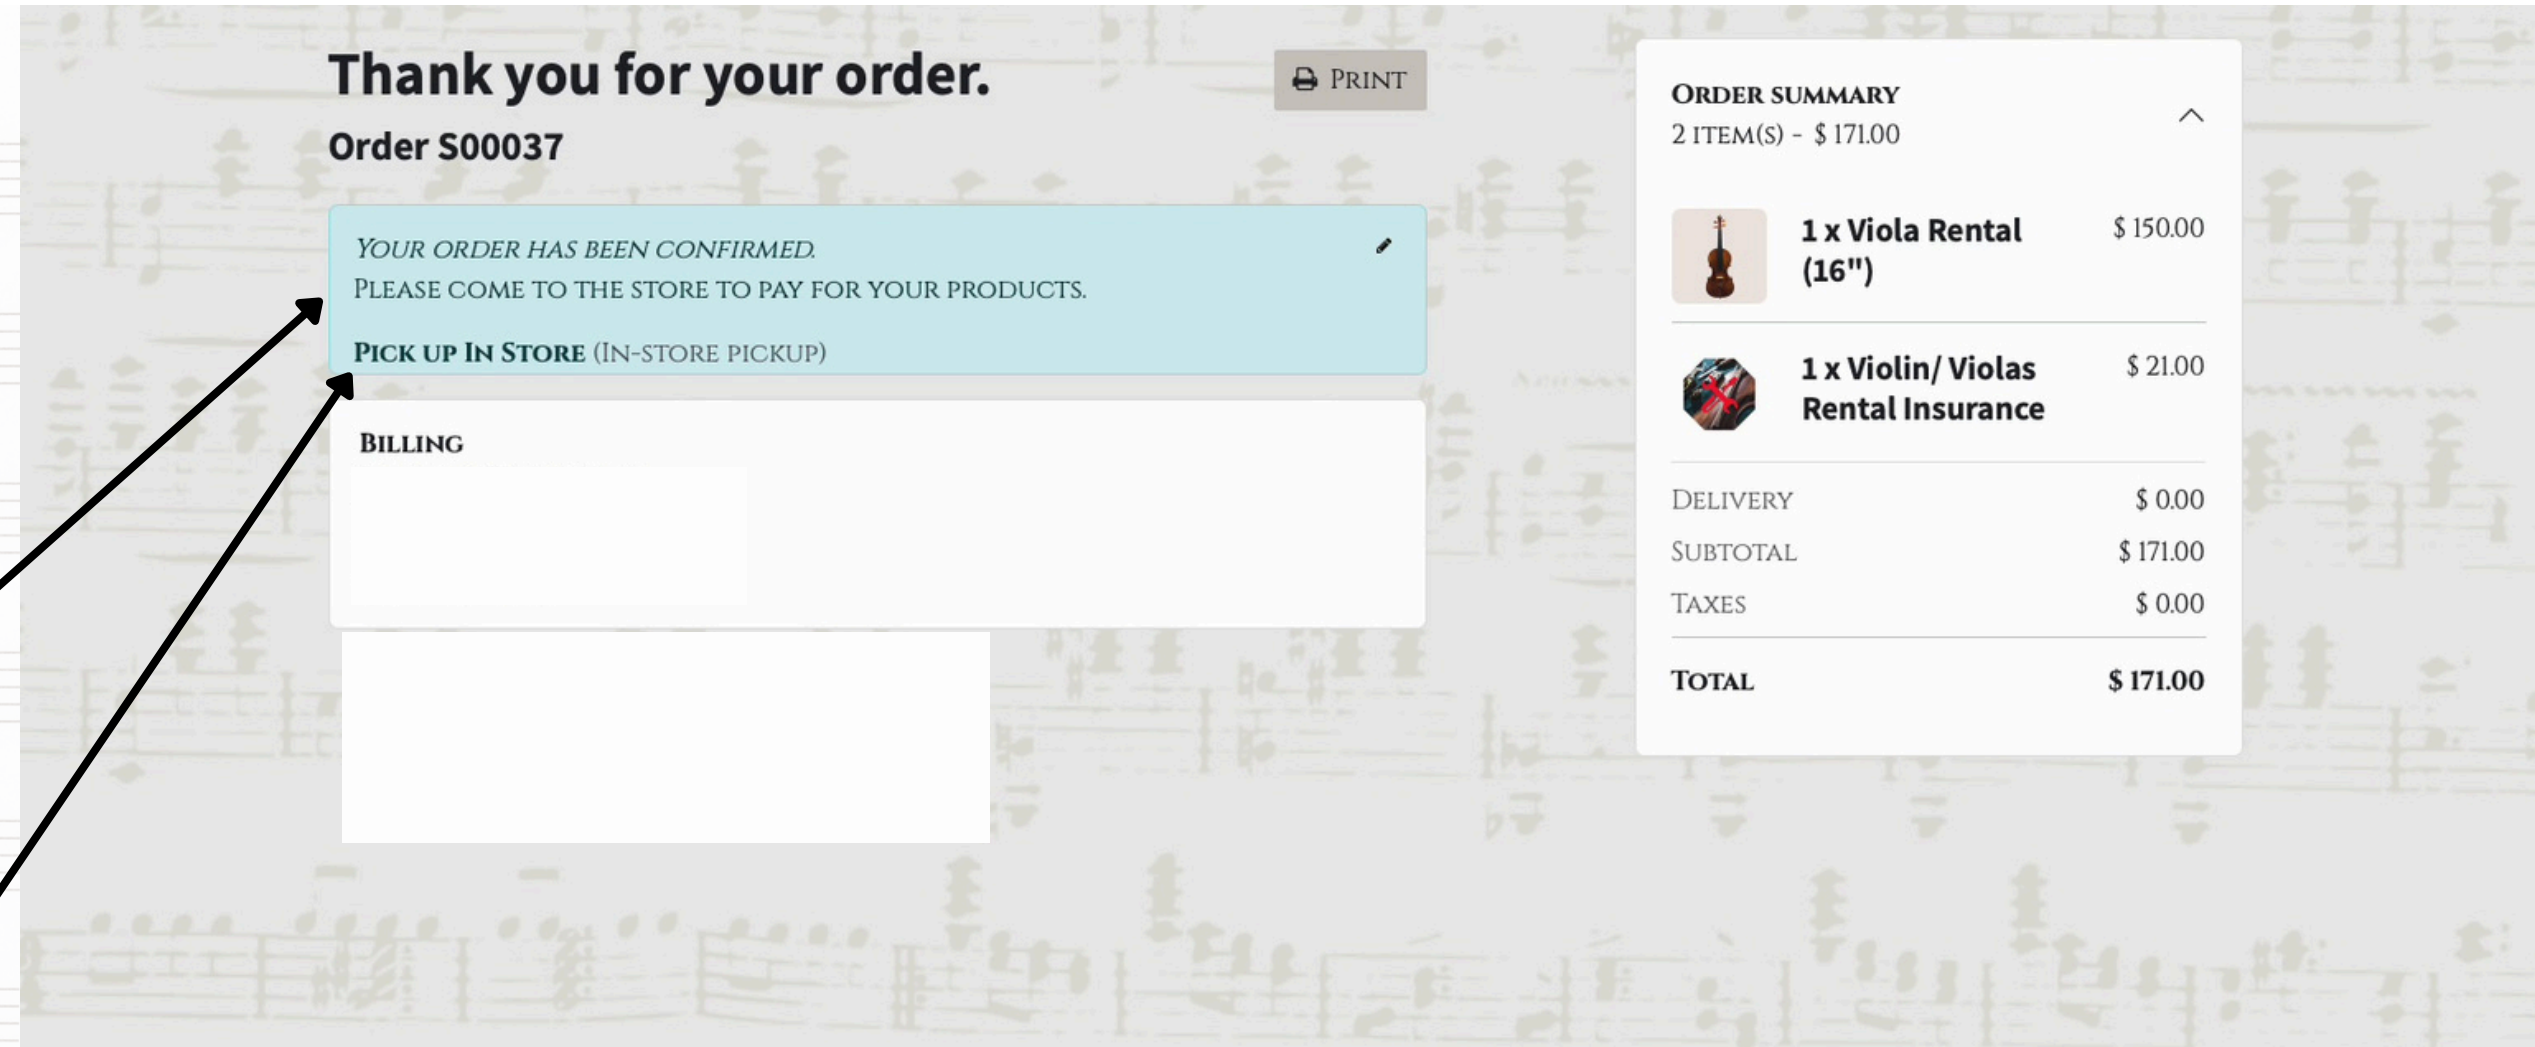 Thank you for your order.
Print
Order S00037
Your order has been confirmed.
Please come to the store to pay for your products.
Pick up In Store (In-store pickup)
Billing
Order summary
2 item(s) - $ 171.00
1 x Viola Rental $ 150.00
(16")
1 x Violin/ Violas $ 21.00
Rental Insurance
Delivery $ 0.00
Subtotal $ 171.00
Taxes $ 0.00
Total $ 171.00